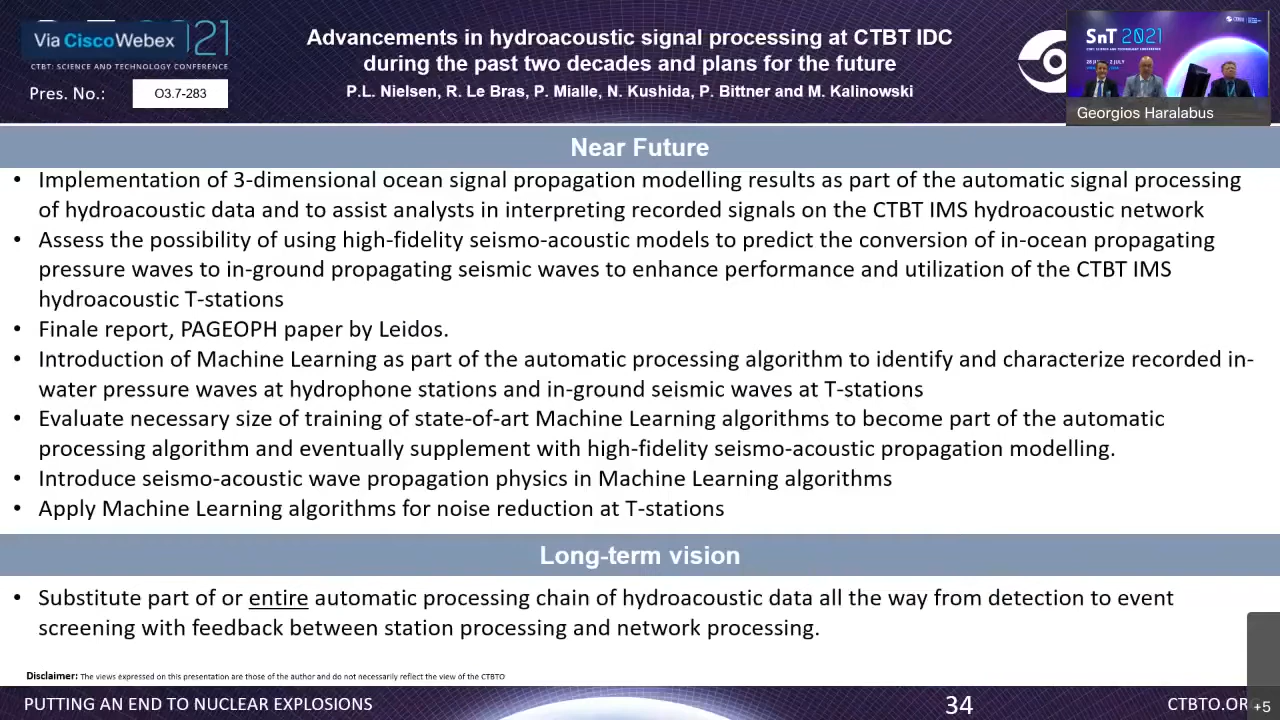 Via CiscoWebex
21
CTBT: SCIENCE AND TECHNOLOGY CONFERENCE
Pres. No.:
O3.7-283
Advancements in hydroacoustic signal processing at CTBT IDC
during the past two decades and plans for the future
P.L. Nielsen, R. Le Bras, P. Mialle, N. Kushida, P. Bittner and M. Kalinowski
SnT 2021
Georgios Haralabus
Near Future
• Implementation of 3-dimensional ocean signal propagation modelling results as part of the automatic signal processing
of hydroacoustic data and to assist analysts in interpreting recorded signals on the CTBT IMS hydroacoustic network
• Assess the possibility of using high-fidelity seismo-acoustic models to predict the conversion of in-ocean propagating
pressure waves to in-ground propagating seismic waves to enhance performance and utilization of the CTBT IMS
hydroacoustic T-stations
• Finale report, PAGEOPH paper by Leidos.
• Introduction of Machine Learning as part of the automatic processing algorithm to identify and characterize recorded in-
water pressure waves at hydrophone stations and in-ground seismic waves at T-stations
• Evaluate necessary size of training of state-of-art Machine Learning algorithms to become part of the automatic
processing algorithm and eventually supplement with high-fidelity seismo-acoustic propagation modelling.
• Introduce seismo-acoustic wave propagation physics in Machine Learning algorithms
• Apply Machine Learning algorithms for noise reduction at T-stations
Long-term vision
• Substitute part of or entire automatic processing chain of hydroacoustic data all the way from detection to event
screening with feedback between station processing and network processing.
Disclaimer: The views expressed on this presentation are those of the author and do not necessarily reflect the view of the CTBTO
PUTTING AN END TO NUCLEAR EXPLOSIONS
34
CTBTO.OR
+5